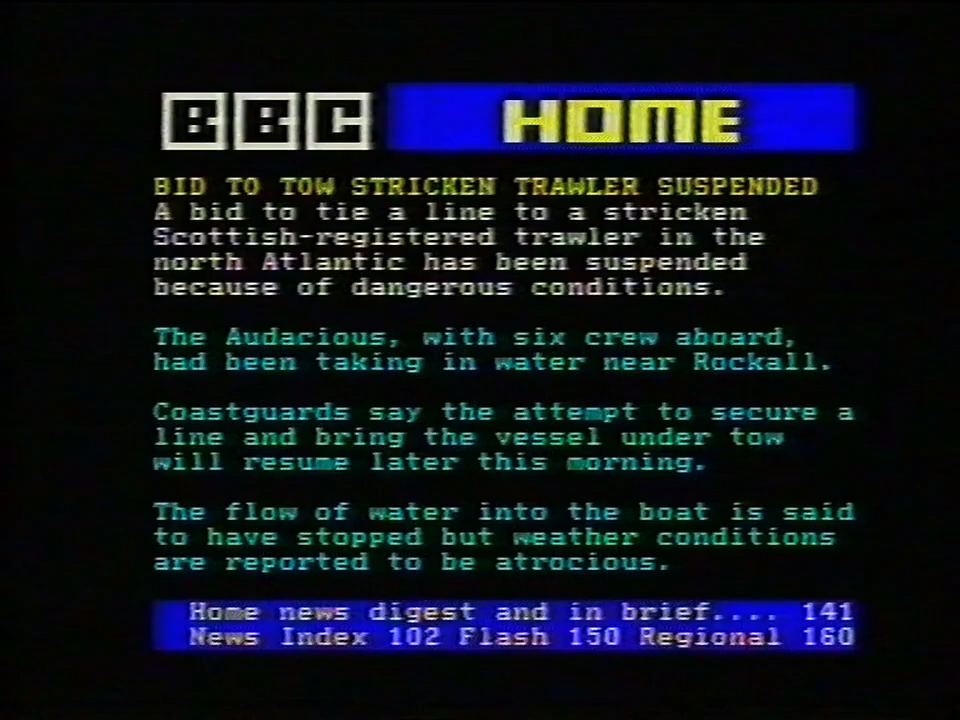 BBC HOME
BID TO TOW STRICKEN TRAWLER SUSPENDED
A bid to tie a line to a stricken
Scottish-registered trawler in the
north Atlantic has been suspended
because of dangerous conditions.
The Audacious, with six crew aboard,
had been taking in water near Rockall.
Coastguards say the attempt to secure a
line and bring the vessel under tow
will resume later this morning.
The flow of water into the boat is said
to have stopped but weather conditions
are reported to be atrocious.
Home news digest and in brief.... 141
News Index 102 Flash 150 Regional 160